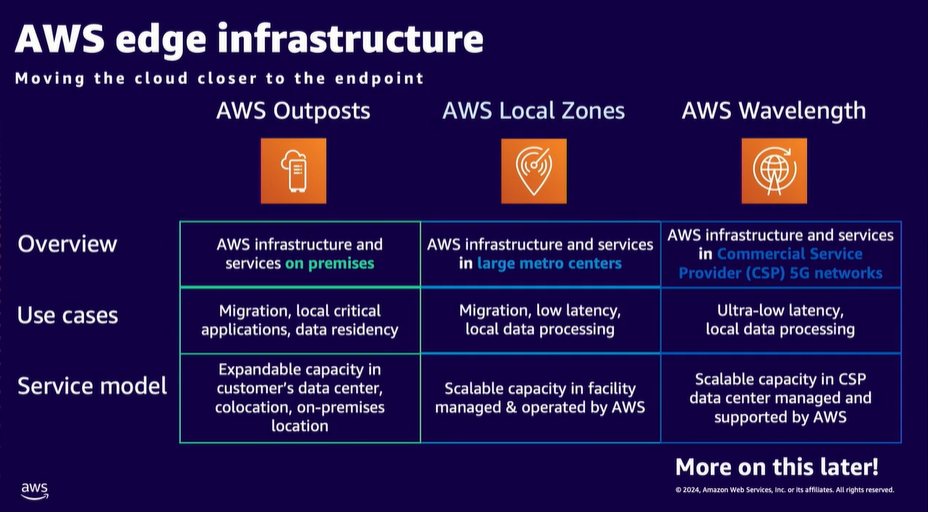 AWS edge infrastructure
Moving the cloud closer to the endpoint
AWS Outposts
AWS Local Zones
AWS Wavelength
Overview
AWS infrastructure and
services on premises
AWS infrastructure and services
in large metro centers
AWS infrastructure and services
in Commercial Service
Provider (CSP) 5G networks
Use cases
Migration, local critical
applications, data residency
Migration, low latency,
local data processing
Ultra-low latency,
local data processing
Service model
Expandable capacity in
customer's data center,
colocation, on-premises
location
Scalable capacity in facility
managed & operated by AWS
Scalable capacity in CSP
data center managed and
supported by AWS
More on this later!
aws
© 2024, Amazon Web Services, Inc. or its affiliates. All rights reserved.